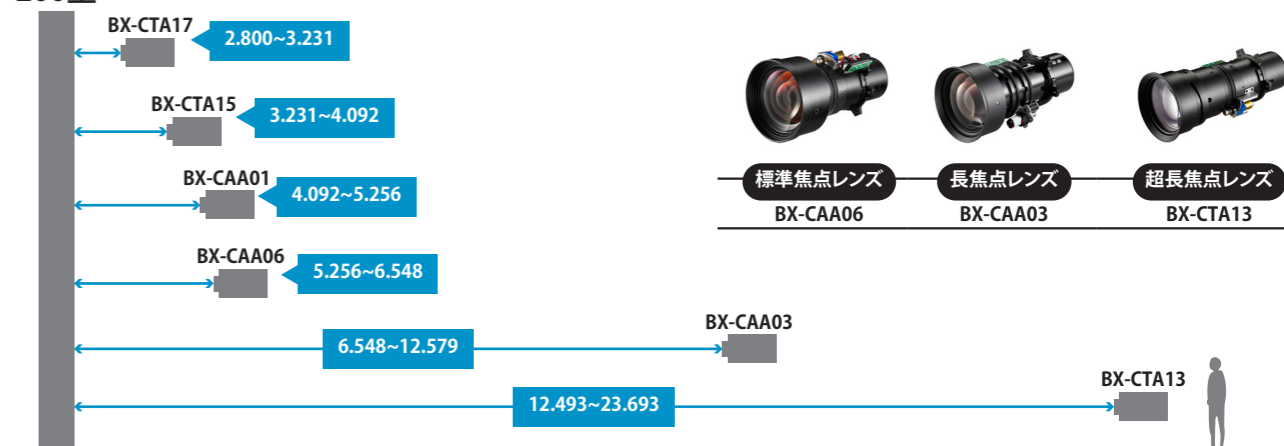 BX-CTA17
2.800~3.231
BX-CTA15
3.231~4.092
BX-CAA01
4.092~5.256
BX-CAA06
5.256~6.548
BX-CAA03
6.548~12.579
BX-CTA13
12.493~23.693
標準焦点レンズ
長焦点レンズ
超長焦点レンズ
BX-CAA06
BX-CAA03
BX-CTA13